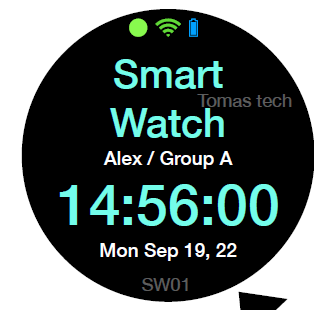 Smart
Tomas tech
Watch
Alex / Group A
14:56:00
Mon Sep 19, 22
SW01